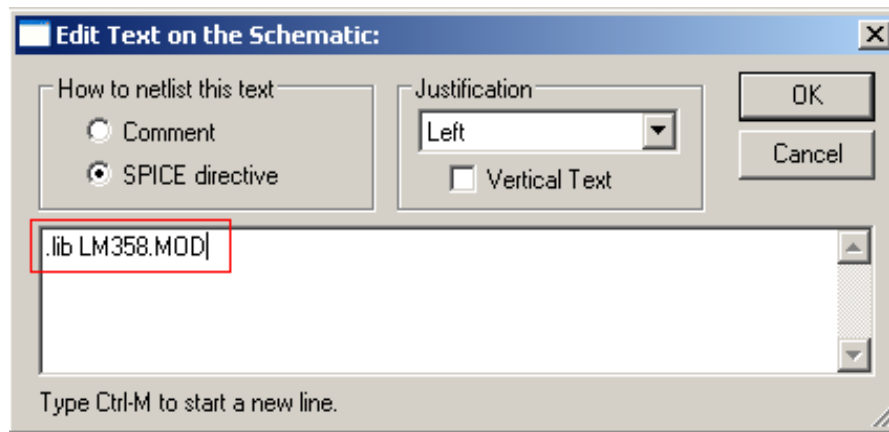 Edit Text on the Schematic:
How to netlist this text
Comment
SPICE directive
Justification
Left
Vertical Text
OK
Cancel
.lib LM358.MOD
Type Ctrl-M to start a new line.